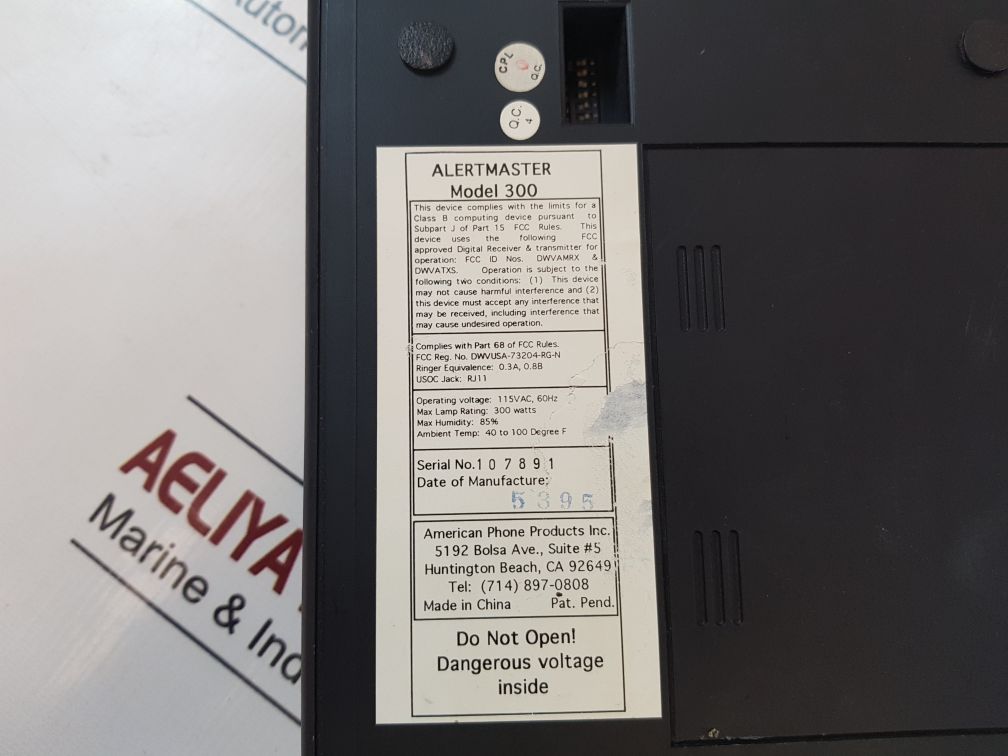 Autom
CPL
Q.C.
Q.C.
4
ALERTMASTER
Model 300
This device complies with the limits for a
Class B computing device pursuant to
Subpart J of Part 15 FCC Rules. This
device uses the following FCC
approved Digital Receiver & transmitter for
operation: FCC ID Nos. DWVAMRX &
DWVATXS. Operation is subject to the
following two conditions: (1) This device
may not cause harmful interference and (2)
this device must accept any interference that
may be received, including interference that
may cause undesired operation.
Complies with Part 68 of FCC Rules.
FCC Reg. No. DWVUSA-73204-RG-N
Ringer Equivalence: 0.3A, 0.8B
USOC Jack: RJ11
Operating voltage: 115VAC, 60Hz
Max Lamp Rating: 300 watts
Max Humidity: 85%
Ambient Temp: 40 to 100 Degree F
Serial No.107891
Date of Manufacture:
5395
American Phone Products Inc.
5192 Bolsa Ave., Suite #5
Huntington Beach, CA 92649
Tel: (714) 897-0808
Made in China Pat. Pend.
Do Not Open!
Dangerous voltage
inside
AELIYA
Marine & Ind